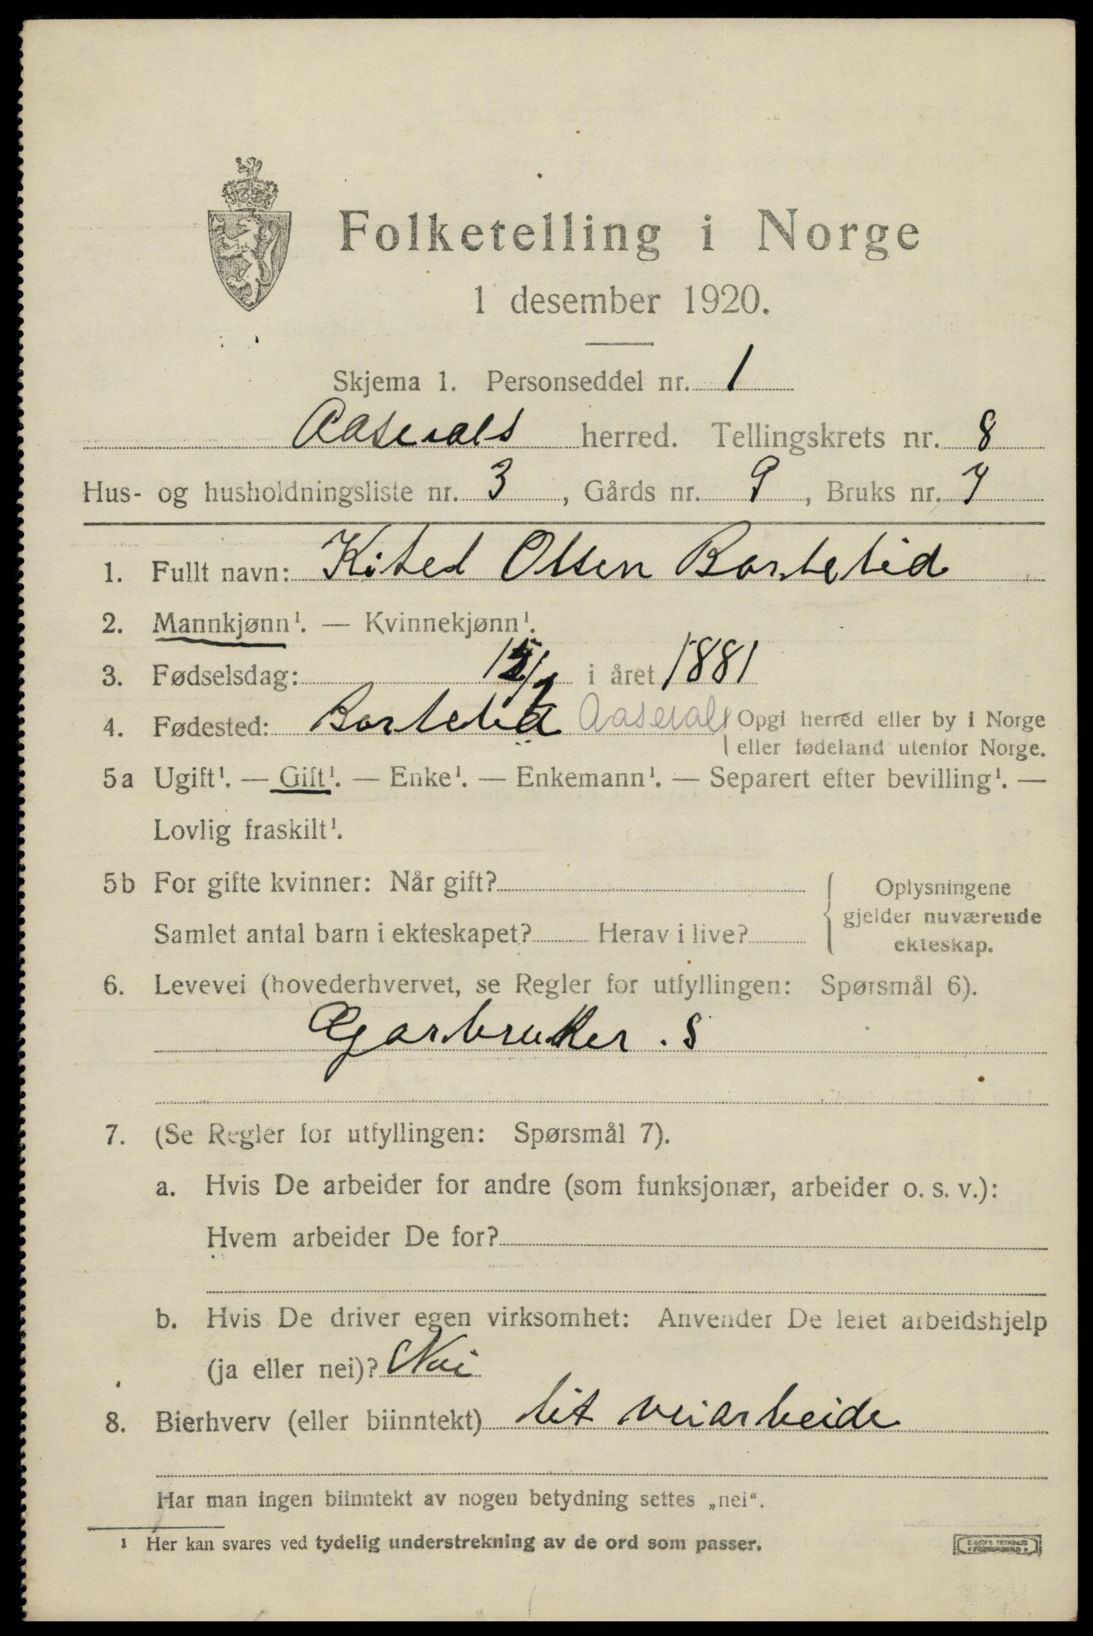 Folketelling i Norge
1 desember 1920.
Skjema 1. Personseddel nr. 1
Aaserals herred. Tellingskrets nr. 8
Hus- og husholdningsliste nr. 3, Gårds nr. 9, Bruks nr. 7
1. Fullt navn: Kited Olsen Bortelid
2. Mannkjønn¹. — Kvinnekjønn¹.
3. Fødselsdag: i året 1881
4. Fødested: Bortelid Aaseral { Opgi herred eller by i Norge
eller fødeland utenfor Norge.
5a Ugift¹. — Gift¹. — Enke¹. — Enkemann¹. — Separert efter bevilling¹. —
Lovlig fraskilt¹.
5b For gifte kvinner: Når gift? { Oplysningene
gjelder nuværende
Samlet antal barn i ekteskapet? Herav i live?
ekteskap.
6. Levevei (hovederhvervet, se Regler for utfyllingen: Spørsmål 6).
Garbruker. S
7. (Se Regler for utfyllingen: Spørsmål 7).
a. Hvis De arbeider for andre (som funksjonær, arbeider o. s. v.):
Hvem arbeider De for?
b. Hvis De driver egen virksomhet: Anvender De leiet arbeidshjelp
(ja eller nei)? Nei
8. Bierhverv (eller biinntekt) lit veiarbeide
Har man ingen biinntekt av nogen betydning settes „nei“.
¹ Her kan svares ved tydelig understrekning av de ord som passer.